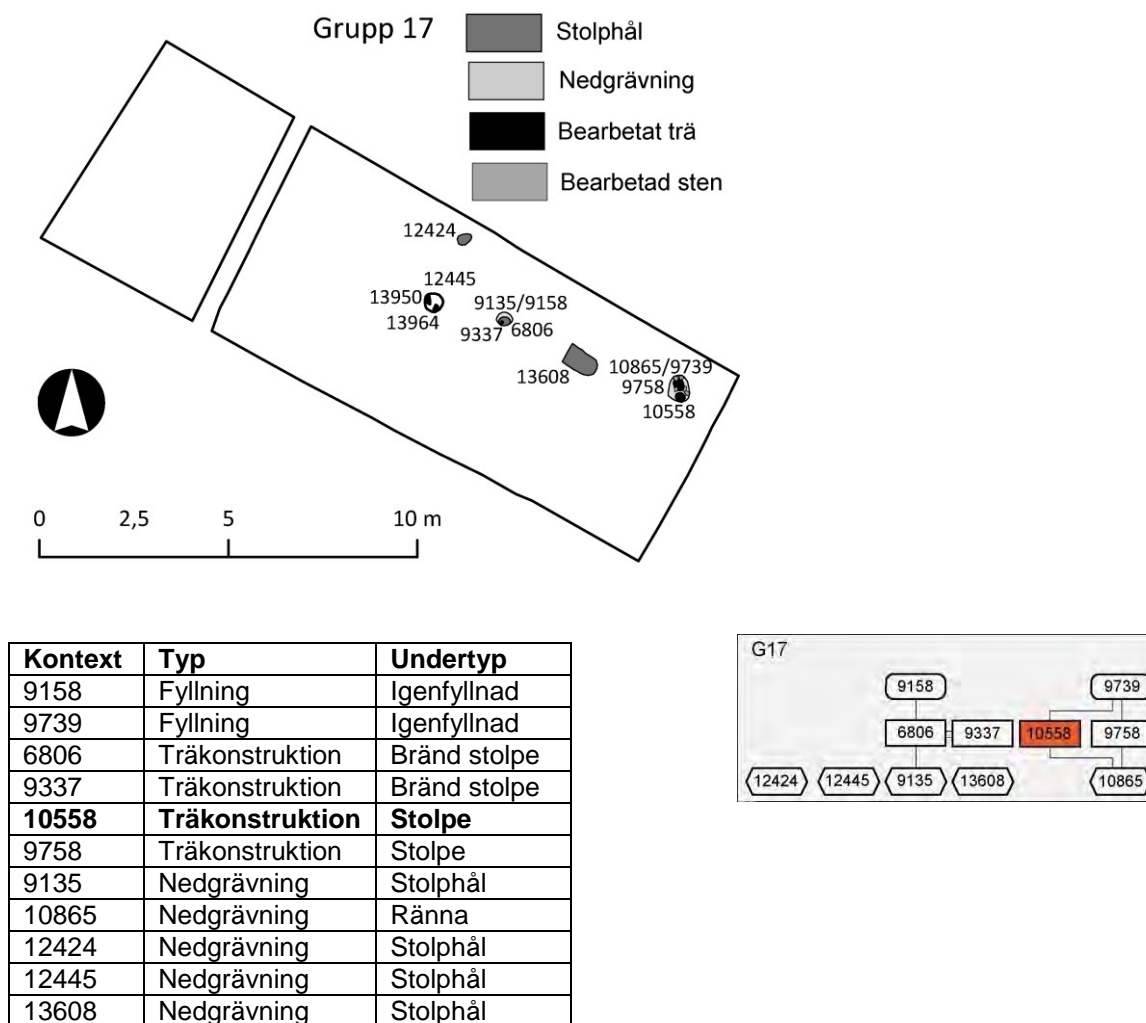 Grupp 17
Stolphål
Nedgrävning
Bearbetat trä
Bearbetad sten
12424
12445
13950
13964
9135/9158
9337 6806
13608
10865/9739
9758
10558
0 2,5 5 10 m
Kontext Typ Undertyp
9158 Fyllning Igenfyllnad
9739 Fyllning Igenfyllnad
6806 Träkonstruktion Bränd stolpe
9337 Träkonstruktion Bränd stolpe
10558 Träkonstruktion Stolpe
9758 Träkonstruktion Stolpe
9135 Nedgrävning Stolphål
10865 Nedgrävning Ränna
12424 Nedgrävning Stolphål
12445 Nedgrävning Stolphål
13608 Nedgrävning Stolphål
G17
9158 9739
6806 9337 10558 9758
12424 12445 9135 13608 10865